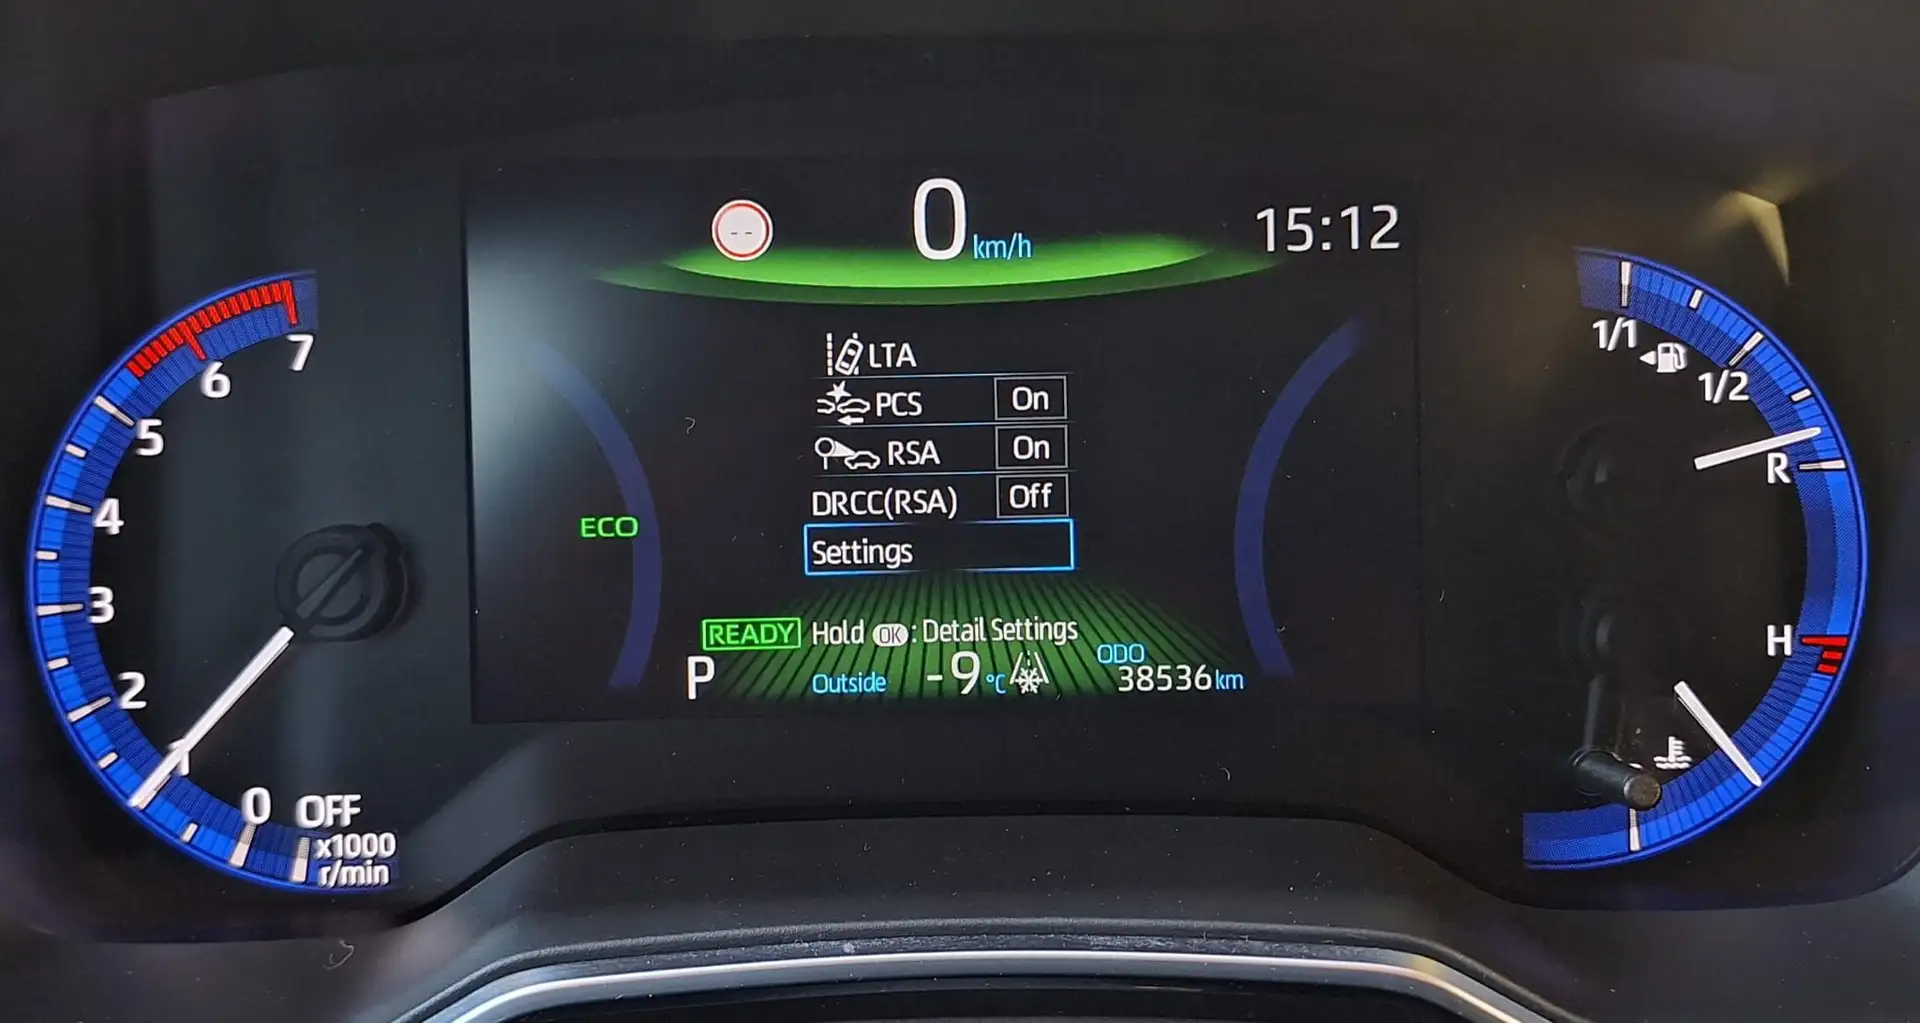 -- 0 km/h 15:12
LTA
PCS On
RSA On
DRCC(RSA) Off
Settings
ECO
READY Hold OK : Detail Settings
P Outside -9 °C ODO 38536 km
7
6
5
4
3
2
1
0 OFF
x1000
r/min
1/1
1/2
R
H